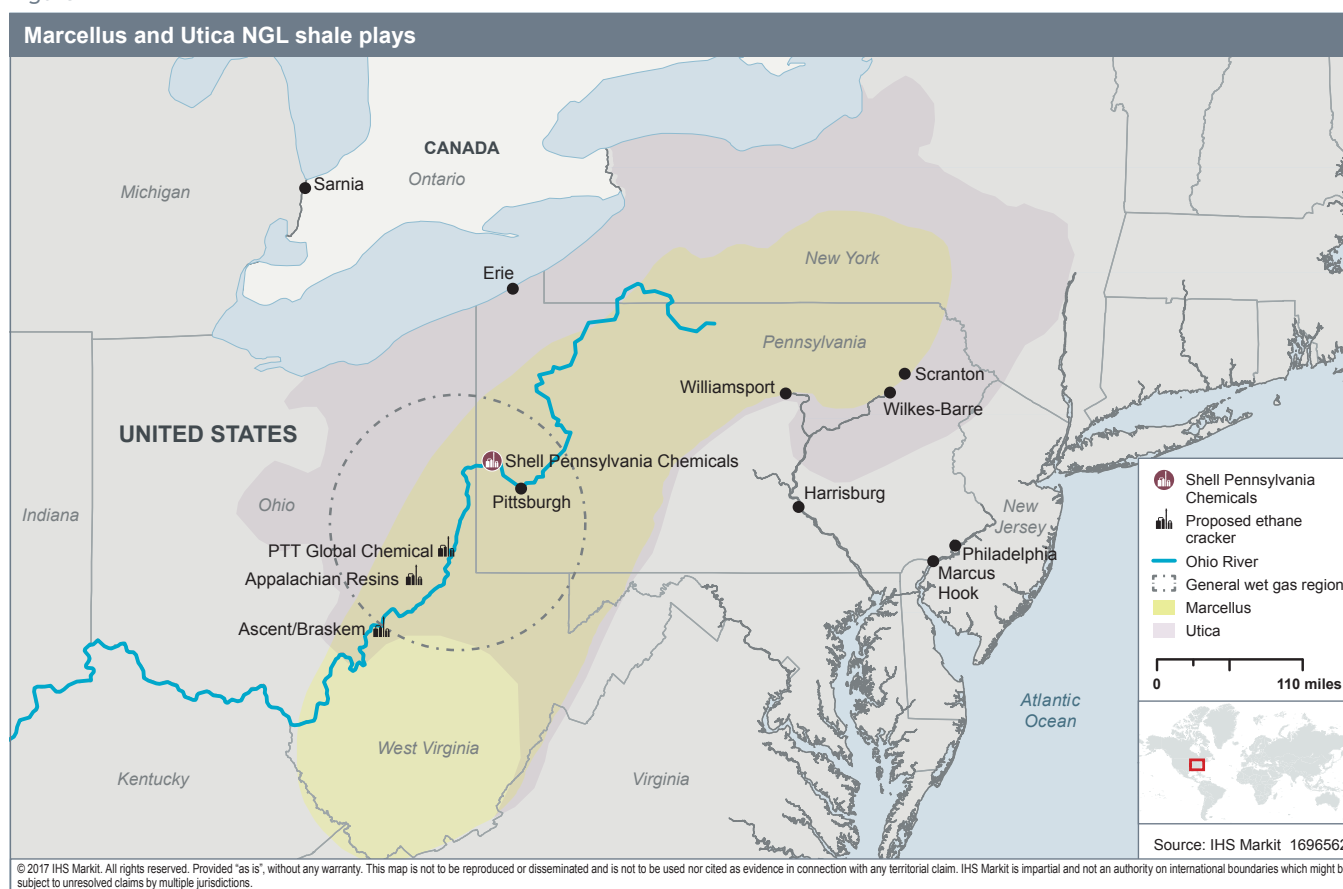 Marcellus and Utica NGL shale plays
CANADA
Ontario
Michigan
Sarnia
New York
Erie
Pennsylvania
Scranton
Williamsport
Wilkes-Barre
UNITED STATES
Shell Pennsylvania Chemicals
Pittsburgh
Harrisburg
Ohio
Indiana
New
Jersey
PTT Global Chemical
Philadelphia
Appalachian Resins
Marcus
Hook
Ascent/Braskem
Atlantic
Ocean
West Virginia
Kentucky
Virginia
Shell Pennsylvania
Chemicals
Proposed ethane
cracker
Ohio River
General wet gas region
Marcellus
Utica
0 110 miles
Source: IHS Markit 1696562
© 2017 IHS Markit. All rights reserved. Provided “as is”, without any warranty. This map is not to be reproduced or disseminated and is not to be used nor cited as evidence in connection with any territorial claim. IHS Markit is impartial and not an authority on international boundaries which might
subject to unresolved claims by multiple jurisdictions.